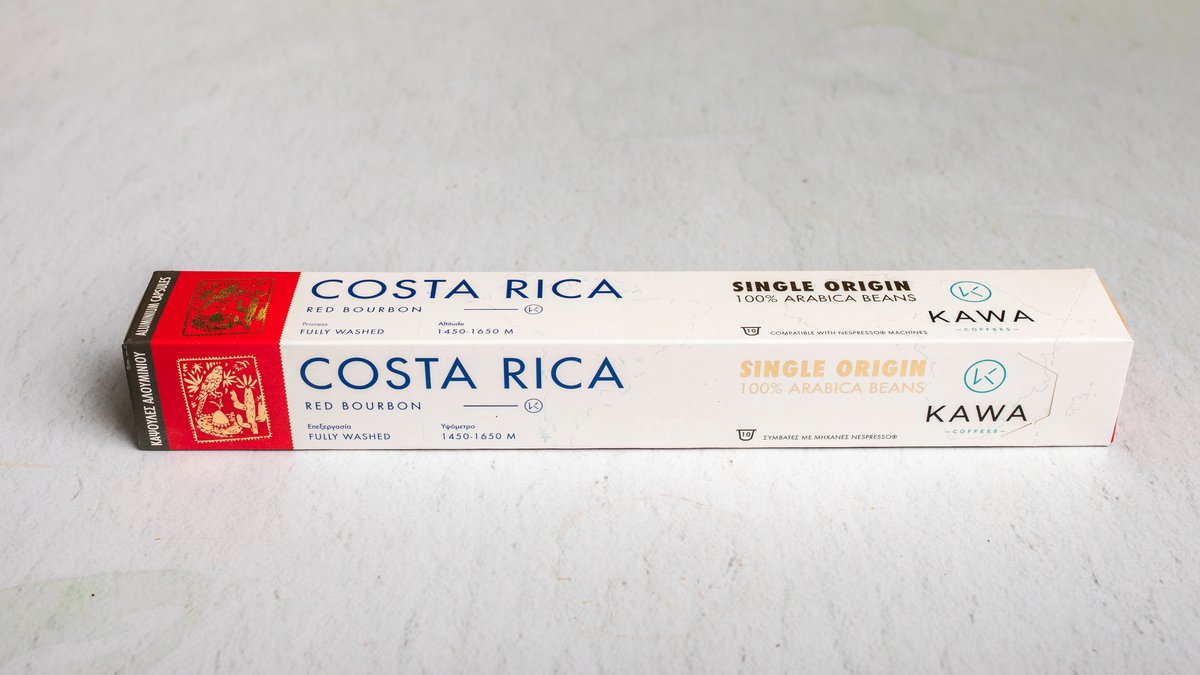 ALUMINIUM CAPSULES
COSTA RICA
RED BOURBON
Process
FULLY WASHED
Altitude
1450-1650 M
SINGLE ORIGIN
100% ARABICA BEANS
10
COMPATIBLE WITH NESPRESSO® MACHINES
KAWA
COFFEES
ΚΑΨΟΥΛΕΣ ΑΛΟΥΜΙΝΙΟΥ
COSTA RICA
RED BOURBON
Επεξεργασία
FULLY WASHED
Υψόμετρο
1450-1650 M
SINGLE ORIGIN
100% ARABICA BEANS
10
ΣΥΜΒΑΤΕΣ ΜΕ ΜΗΧΑΝΕΣ NESPRESSO®
KAWA
COFFEES